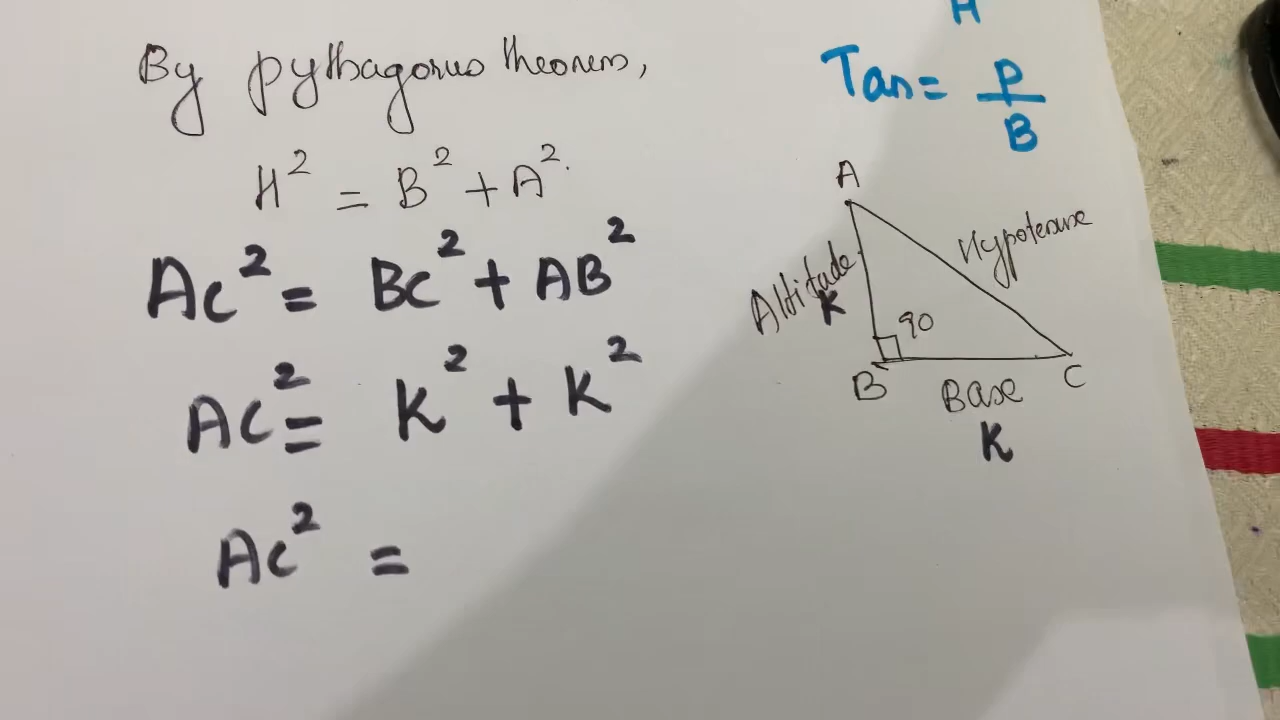 By pythagorus theorem,
H² = B² + A².
AC² = BC² + AB²
AC² = K² + K²
AC² =
H
Tan = P/B
A
Altitude
K
Hypotenuse
90
B
Base
C
K